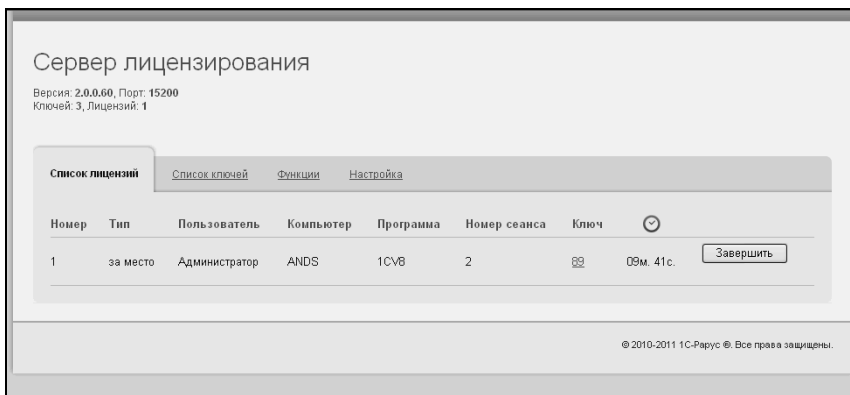 Сервер лицензирования
Версия: 2.0.0.60, Порт: 15200
Ключей: 3, Лицензий: 1
Список лицензий Список ключей Функции Настройка
Номер Тип Пользователь Компьютер Программа Номер сеанса Ключ
1 за место Администратор ANDS 1CV8 2 89 09м. 41с. Завершить
© 2010-2011 1С-Рарус ®. Все права защищены.